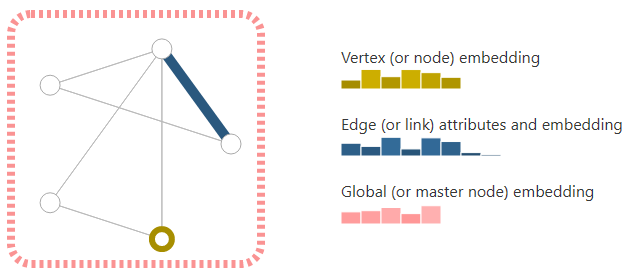 Vertex (or node) embedding
Edge (or link) attributes and embedding
Global (or master node) embedding